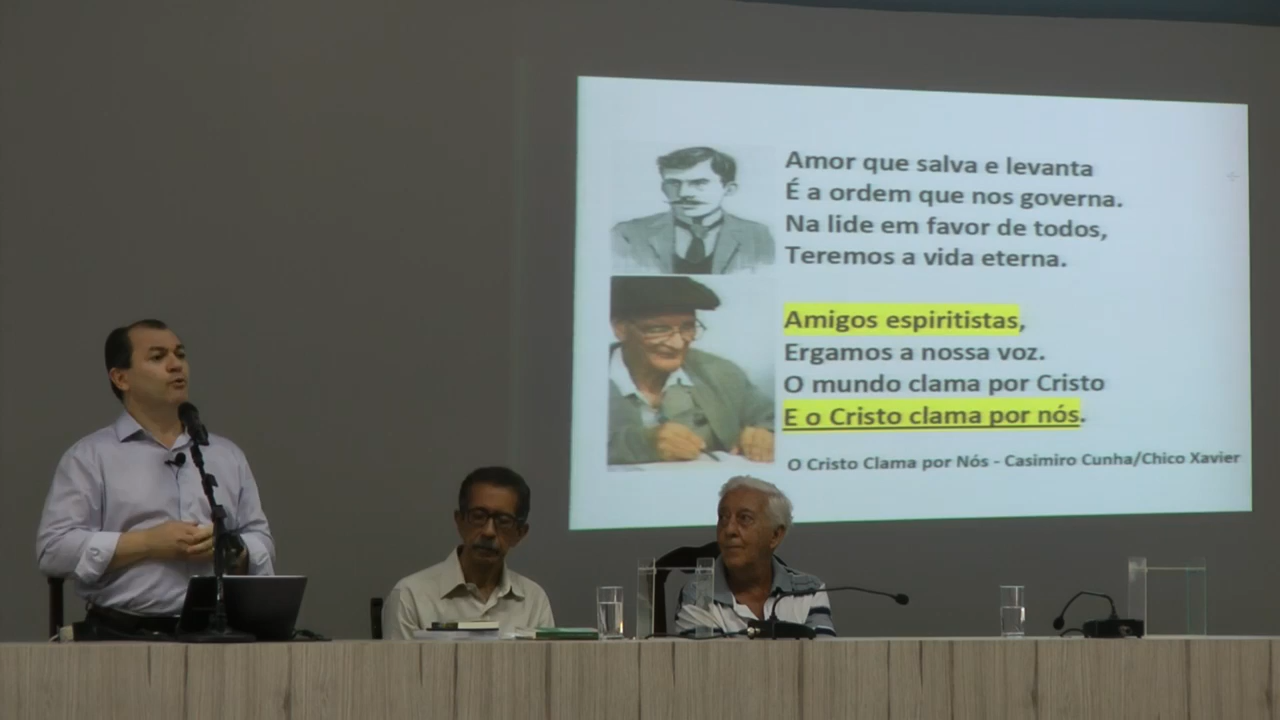 Amor que salva e levanta
É a ordem que nos governa.
Na lide em favor de todos,
Teremos a vida eterna.
Amigos espiritistas,
Ergamos a nossa voz.
O mundo clama por Cristo
E o Cristo clama por nós.
O Cristo Clama por Nós - Casimiro Cunha/Chico Xavier